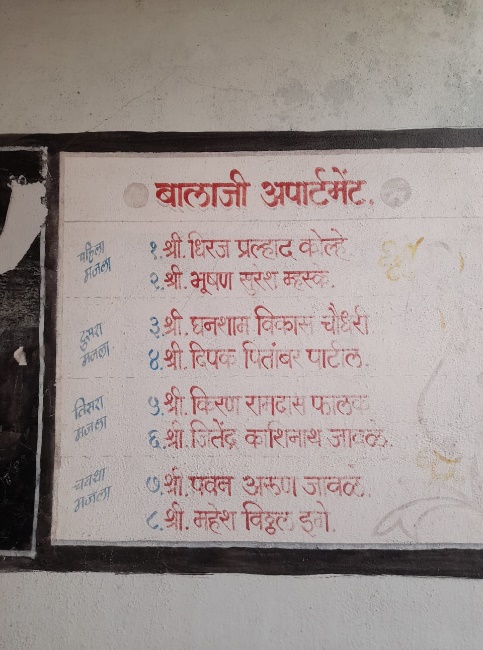 बालाजी अपार्टमेंट.
पहिला मजला
१. श्री. धिरज प्रल्हाद कोल्हे
२. श्री. भूषण सुरेश म्हस्के.
दुसरा मजला
३. श्री. घनशाम विकास चौधरी
४. श्री. दिपक पितांबर पाटील.
तिसरा मजला
५. श्री. किरण रामदास फालक
६. श्री. जितेंद्र काशिनाथ जावळे.
चवथा मजला
७. श्री. पवन अरुण जावळे.
८. श्री. महेश विठ्ठल इंगे.